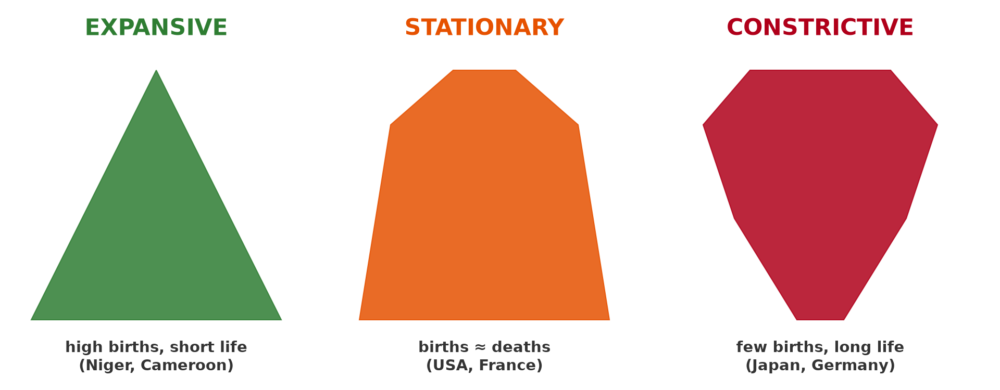 EXPANSIVE
STATIONARY
CONSTRICTIVE
high births, short life
(Niger, Cameroon)
births ≈ deaths
(USA, France)
few births, long life
(Japan, Germany)